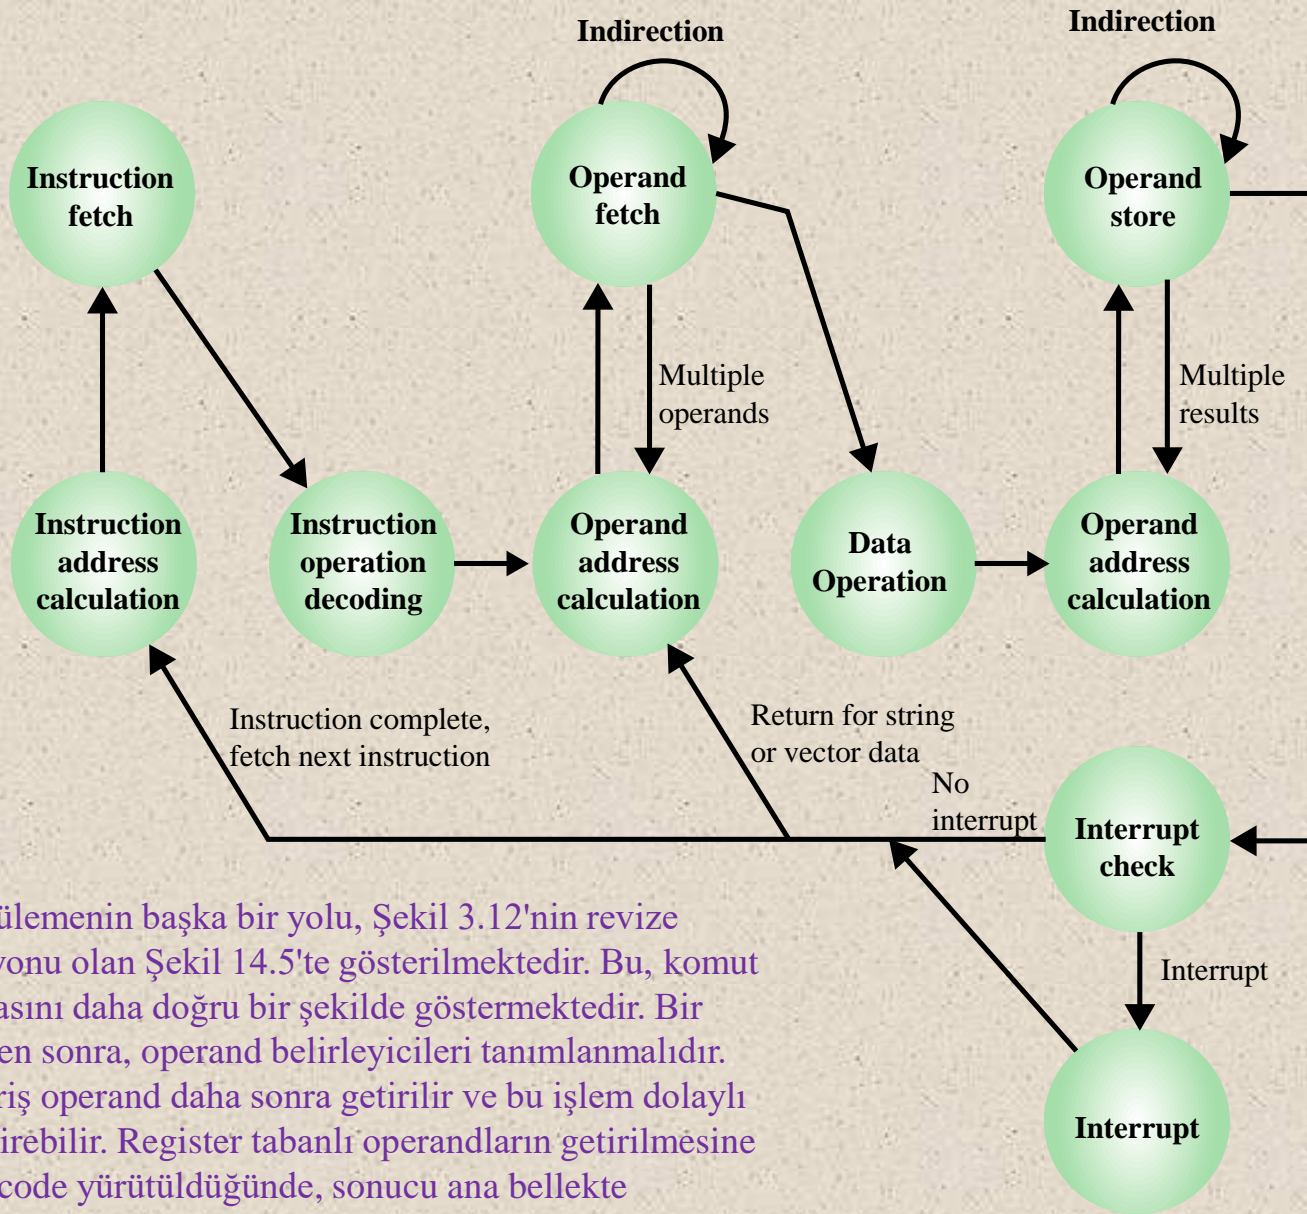 Indirection
Indirection
Instruction
fetch
Operand
fetch
Operand
store
Multiple
operands
Multiple
results
Instruction
address
calculation
Instruction
operation
decoding
Operand
address
calculation
Data
Operation
Operand
address
calculation
Instruction complete,
fetch next instruction
Return for string
or vector data
No
interrupt
Interrupt
check
Interrupt
Interrupt
ülemenin başka bir yolu, Şekil 3.12'nin revize
yonu olan Şekil 14.5'te gösterilmektedir. Bu, komut
asını daha doğru bir şekilde göstermektedir. Bir
en sonra, operand belirleyicileri tanımlanmalıdır.
riş operand daha sonra getirilir ve bu işlem dolaylı
irebilir. Register tabanlı operandların getirilmesine
code yürütüldüğünde, sonucu ana bellekte